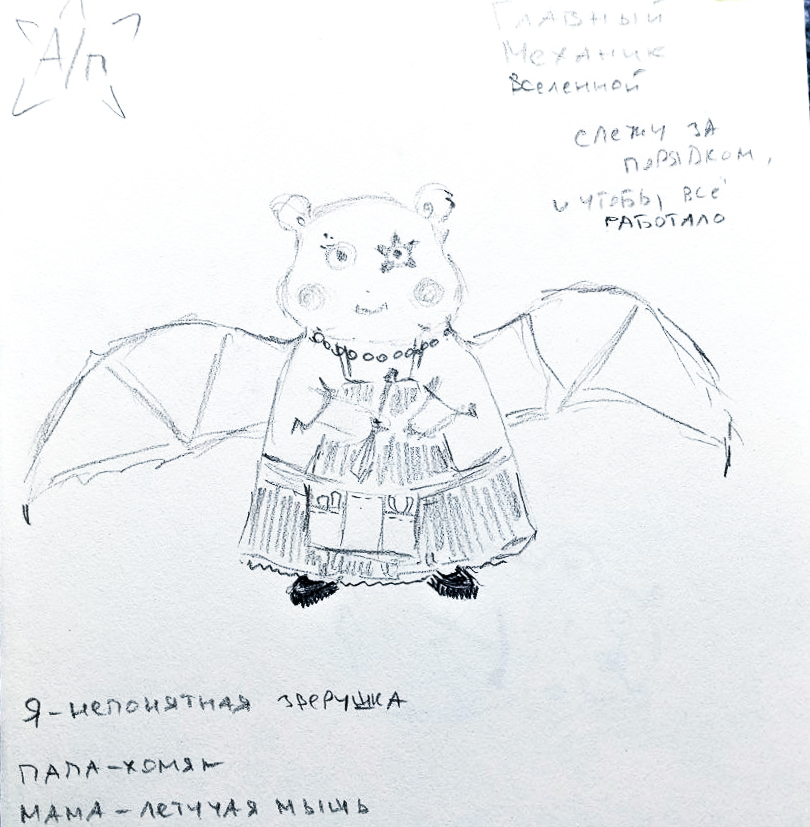 А/п
Главный
Механик
Вселенной
слежу за
порядком,
и чтобы всё
работало
Я - непонятная зверушка
папа - хомяк
мама - летучая мышь